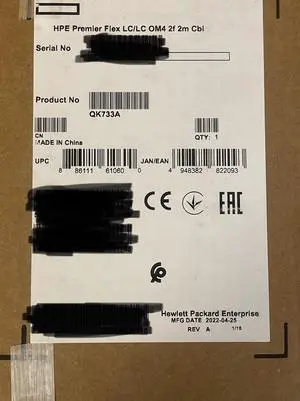 HPE Premier Flex LC/LC OM4 2f 2m Cbl
Serial No
Product No
QK733A
CN
QTY: 1
MADE IN China
UPC
8 86111 61060 0
JAN/EAN
4 948382 822093
CE
EAC
Hewlett Packard Enterprise
MFG DATE 2022-04-25
REV A 1/18